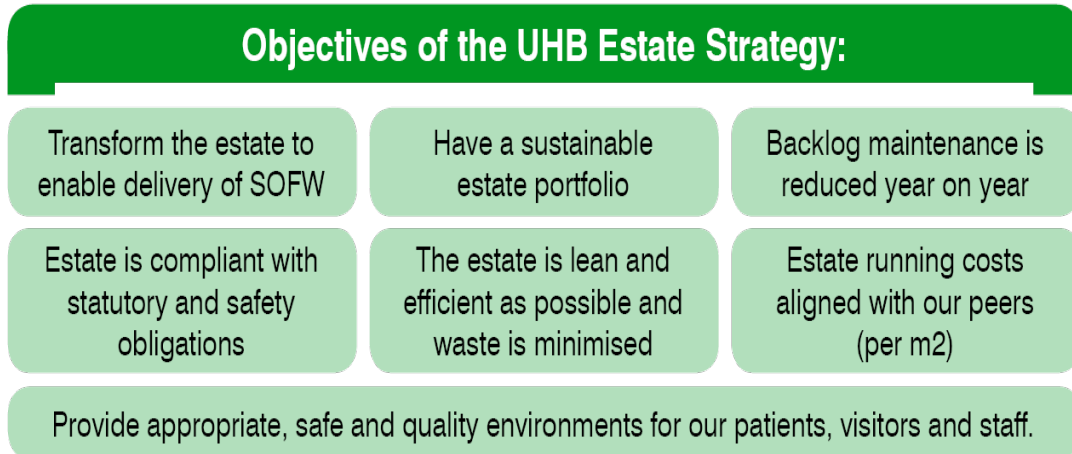 Objectives of the UHB Estate Strategy:
Transform the estate to
enable delivery of SOFW
Have a sustainable
estate portfolio
Backlog maintenance is
reduced year on year
Estate is compliant with
statutory and safety
obligations
The estate is lean and
efficient as possible and
waste is minimised
Estate running costs
aligned with our peers
(per m2)
Provide appropriate, safe and quality environments for our patients, visitors and staff.